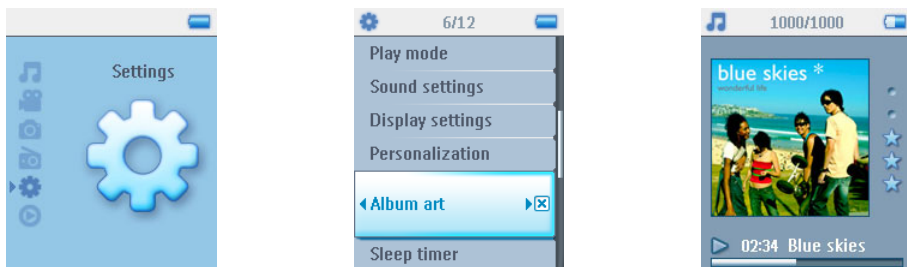 Settings
6/12
Play mode
Sound settings
Display settings
Personalization
Album art
Sleep timer
1000/1000
blue skies *
wonderful life
02:34 Blue skies